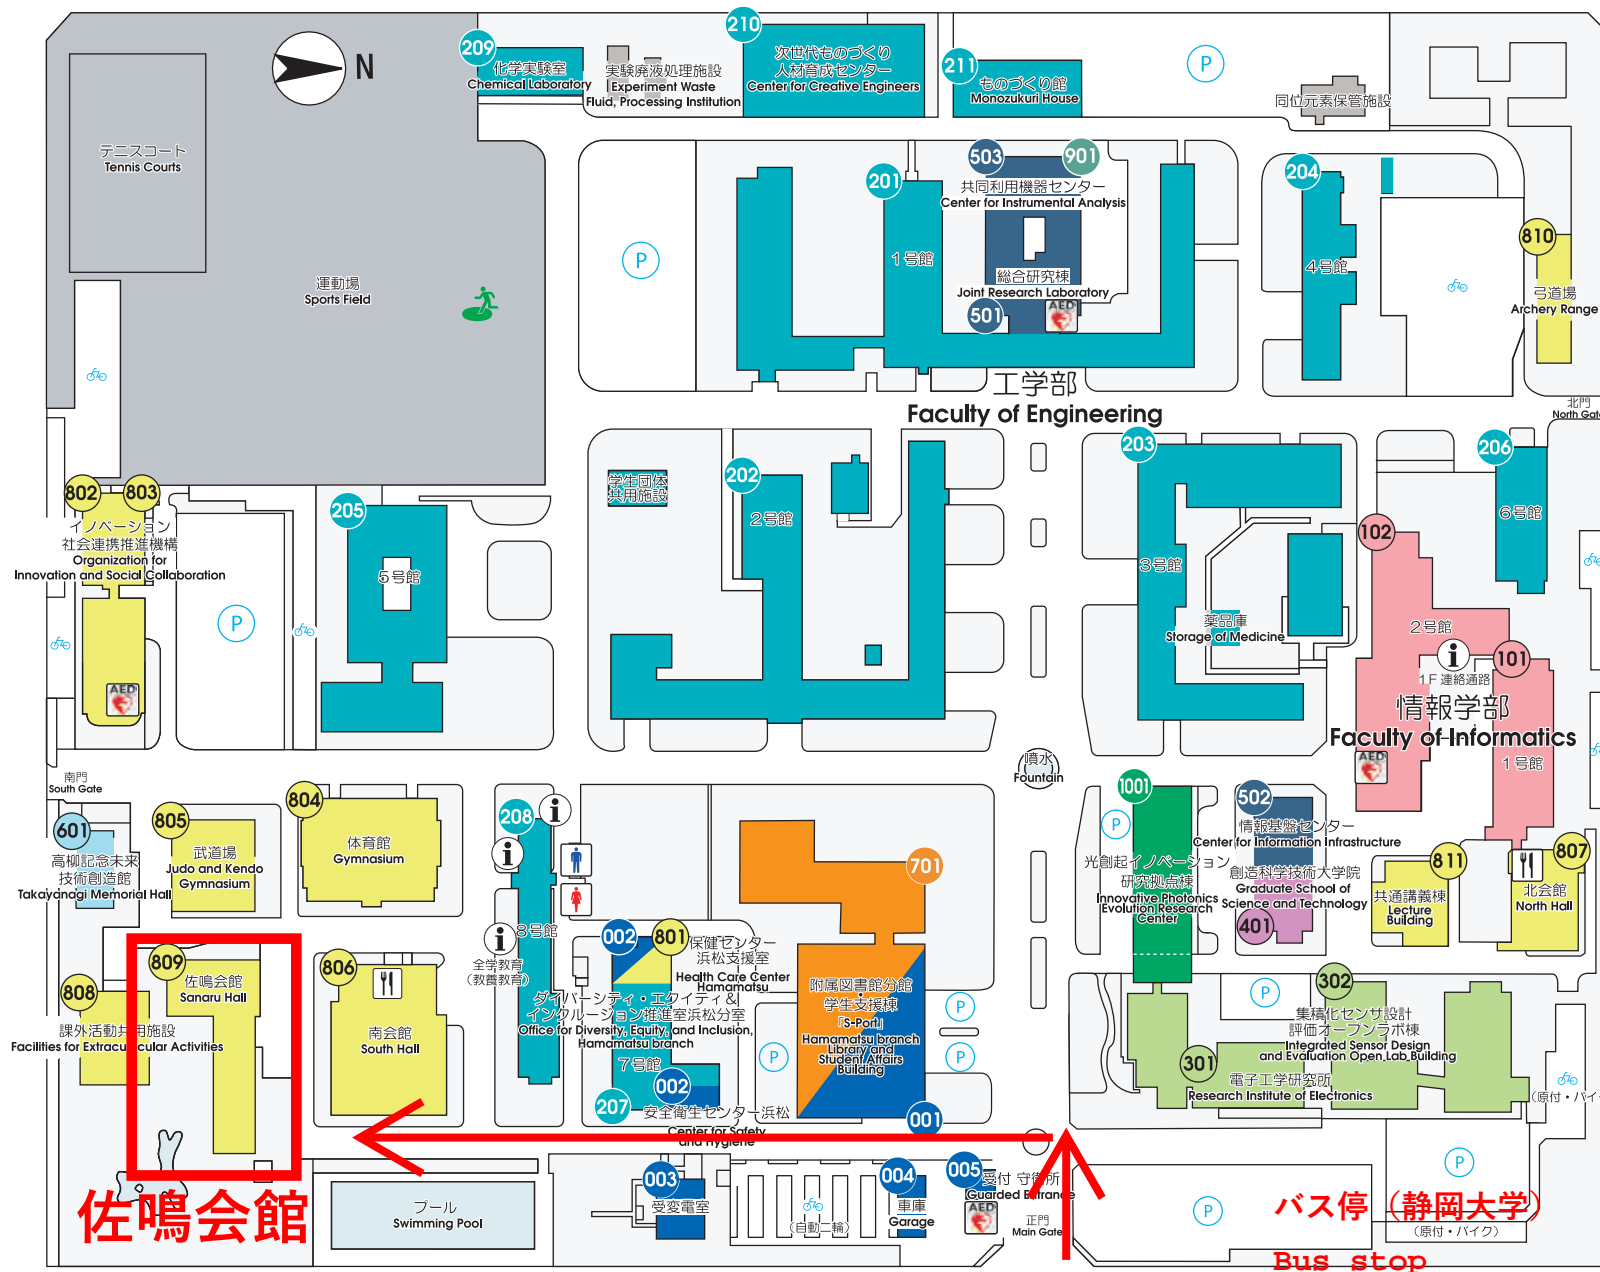 N
209
化学実験室
Chemical Laboratory
実験廃液処理施設
Experiment Waste
Fluid, Processing Institution
210
次世代ものづくり
人材育成センター
Center for Creative Engineers
211
ものづくり館
Monozukuri House
P
同位元素保管施設
テニスコート
Tennis Courts
運動場
Sports Field
P
201
1号館
503
901
共同利用機器センター
Center for Instrumental Analysis
総合研究棟
Joint Research Laboratory
501
AED
204
4号館
810
弓道場
Archery Range
工学部
Faculty of Engineering
北門
North Gate
802
803
イノベーション
社会連携推進機構
Organization for
Innovation and Social Collaboration
AED
P
205
5号館
学生団体
共用施設
202
2号館
203
3号館
薬品庫
Storage of Medicine
206
6号館
102
2号館
i
1F 連絡通路
101
情報学部
Faculty of Informatics
AED
1号館
南門
South Gate
噴水
Fountain
601
高柳記念未来
技術創造館
Takayanagi Memorial Hall
805
武道場
Judo and Kendo
Gymnasium
804
体育館
Gymnasium
208
i
i
i
8号館
全学教育
(教養教育)
002
801
保健センター
浜松支援室
Health Care Center
Hamamatsu
ダイバーシティ・エクイティ&
インクルージョン推進室浜松分室
Office for Diversity, Equity, and Inclusion,
Hamamatsu branch
7号館
002
207
安全衛生センター浜松
Center for Safety
and Hygiene
701
附属図書館分館
・
学生支援棟
「S-Port」
Hamamatsu branch
Library and
Student Affairs
Building
001
P
P
P
1001
P
光創起イノベーション
研究拠点棟
Innovative Photonics
Evolution Research
Center
502
情報基盤センター
Center for Information Infrastructure
創造科学技術大学院
Graduate School of
Science and Technology
401
811
共通講義棟
Lecture
Building
807
北会館
North Hall
P
302
集積化センサ設計
評価オープンラボ棟
Integrated Sensor Design
and Evaluation Open Lab Building
301
電子工学研究所
Research Institute of Electronics
(原付・バイク
809
佐鳴会館
Sanaru Hall
808
課外活動共用施設
Facilities for Extracurricular Activities
806
南会館
South Hall
佐鳴会館
プール
Swimming Pool
003
受変電室
(自動二輪)
004
車庫
Garage
005
受付 守衛所
Guarded Entrance
AED
正門
Main Gate
P
P
(原付・バイク)
バス停（静岡大学）
Bus stop